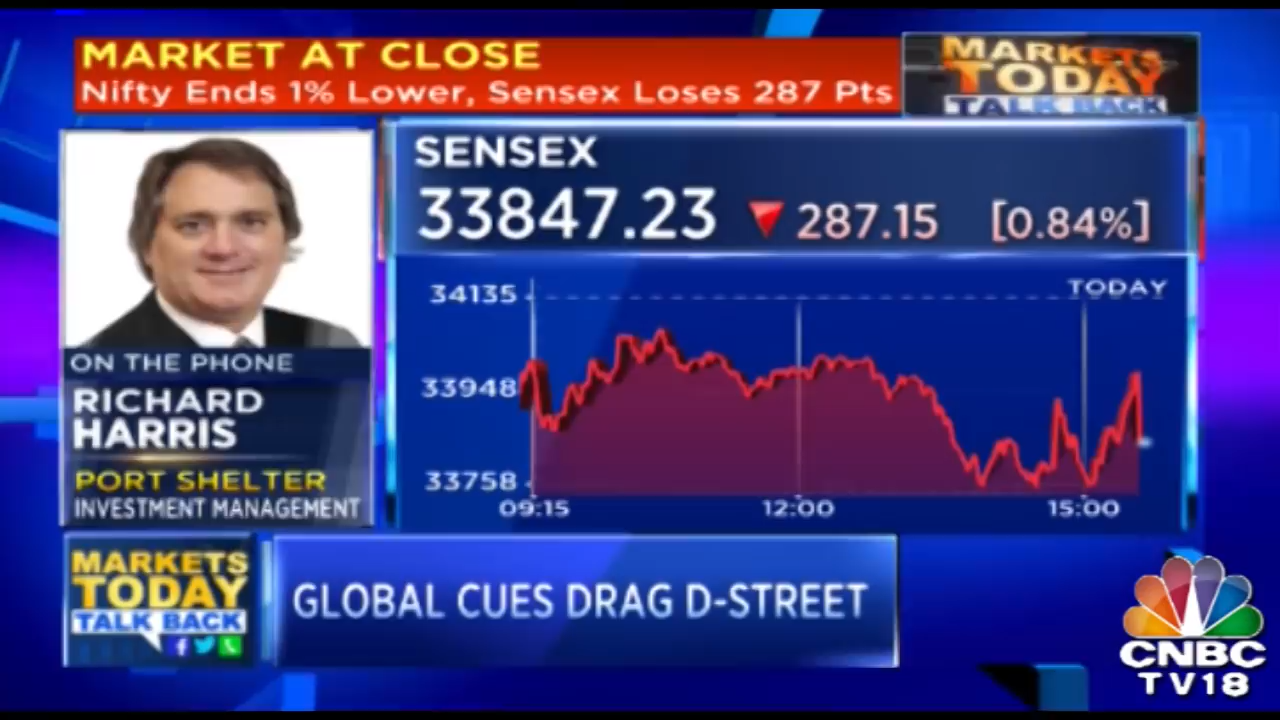 MARKET AT CLOSE
Nifty Ends 1% Lower, Sensex Loses 287 Pts
MARKETS
TODAY
TALK BACK
SENSEX
33847.23 287.15 [0.84%]
TODAY
34135
33948
33758
09:15 12:00 15:00
ON THE PHONE
RICHARD
HARRIS
PORT SHELTER
INVESTMENT MANAGEMENT
MARKETS
TODAY
TALK BACK
GLOBAL CUES DRAG D-STREET
CNBC
TV18